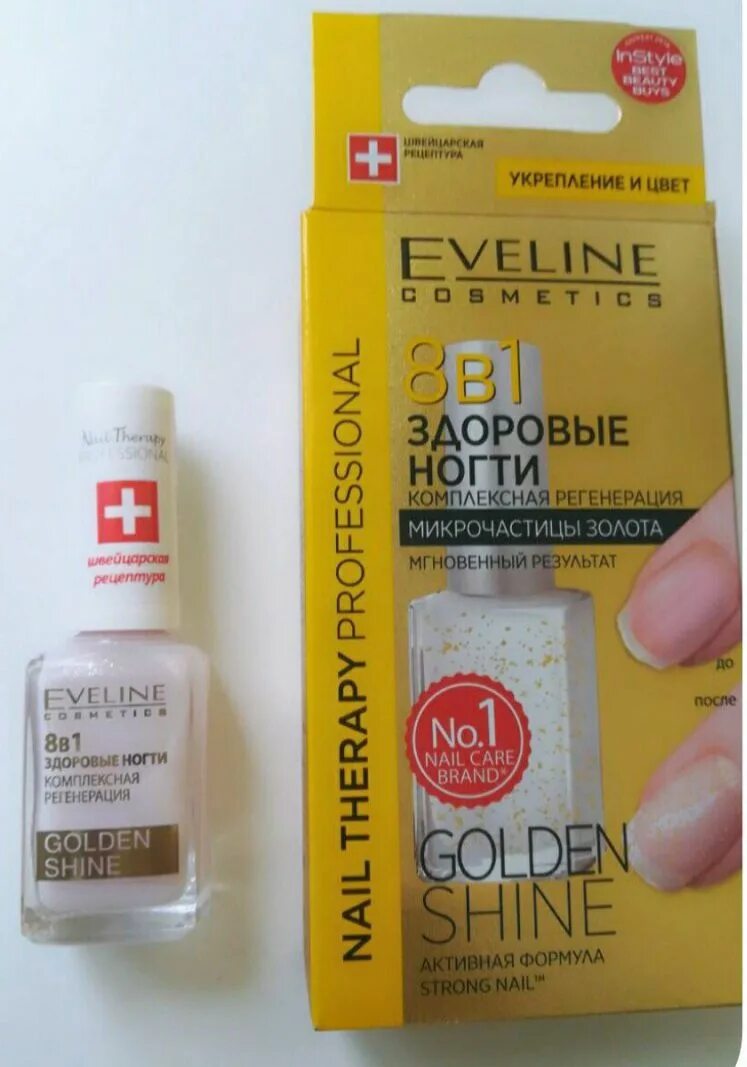 InStyle
BEST
BEAUTY
BUYS
ШВЕЙЦАРСКАЯ
РЕЦЕПТУРА
УКРЕПЛЕНИЕ И ЦВЕТ
EVELINE
COSMETICS
8в1
ЗДОРОВЫЕ
НОГТИ
КОМПЛЕКСНАЯ РЕГЕНЕРАЦИЯ
МИКРОЧАСТИЦЫ ЗОЛОТА
МГНОВЕННЫЙ РЕЗУЛЬТАТ
до
после
No.1
NAIL CARE
BRAND®
GOLDEN
SHINE
АКТИВНАЯ ФОРМУЛА
STRONG NAIL™
NAIL THERAPY PROFESSIONAL
Nail Therapy
PROFESSIONAL
швейцарская
рецептура
EVELINE
COSMETICS
8в1
ЗДОРОВЫЕ НОГТИ
КОМПЛЕКСНАЯ
РЕГЕНЕРАЦИЯ
GOLDEN
SHINE